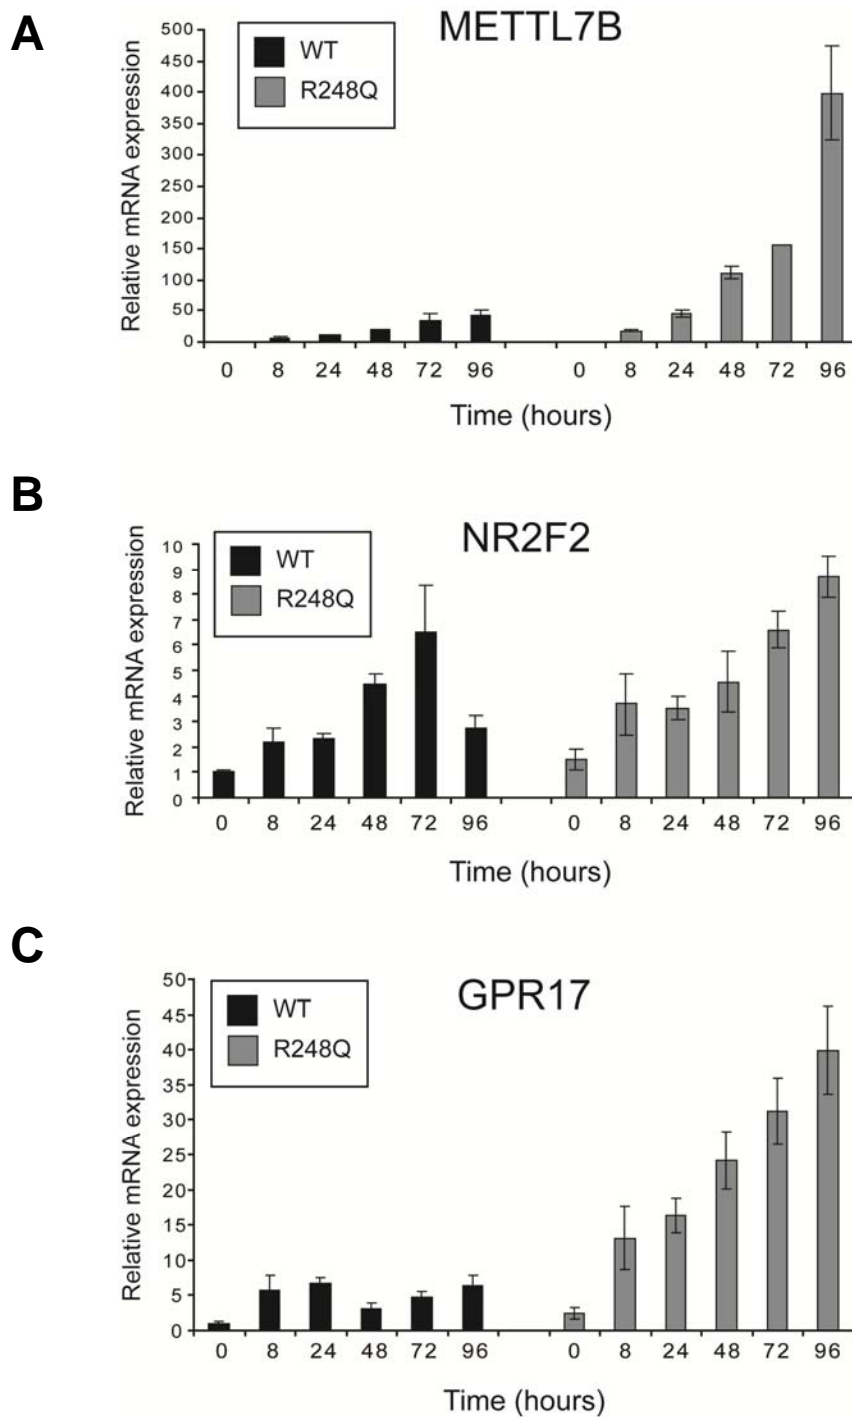 A
METTL7B
WT
R248Q
Relative mRNA expression
500
450
400
350
300
250
200
150
100
50
0
0 8 24 48 72 96 0 8 24 48 72 96
Time (hours)
B
NR2F2
WT
R248Q
Relative mRNA expression
10
9
8
7
6
5
4
3
2
1
0
0 8 24 48 72 96 0 8 24 48 72 96
Time (hours)
C
GPR17
WT
R248Q
Relative mRNA expression
50
45
40
35
30
25
20
15
10
5
0
0 8 24 48 72 96 0 8 24 48 72 96
Time (hours)